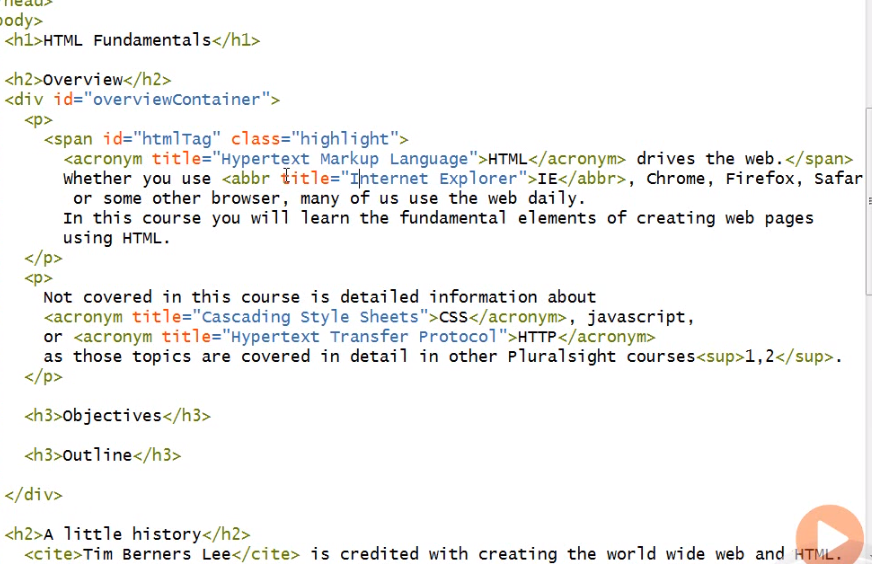 head>
body>
<h1>HTML Fundamentals</h1>
<h2>Overview</h2>
<div id="overviewContainer">
<p>
<span id="htmlTag" class="highlight">
<acronym title="Hypertext Markup Language">HTML</acronym> drives the web.</span>
Whether you use <abbr title="Internet Explorer">IE</abbr>, Chrome, Firefox, Safar
or some other browser, many of us use the web daily.
In this course you will learn the fundamental elements of creating web pages
using HTML.
</p>
<p>
Not covered in this course is detailed information about
<acronym title="Cascading Style Sheets">CSS</acronym>, javascript,
or <acronym title="Hypertext Transfer Protocol">HTTP</acronym>
as those topics are covered in detail in other Pluralsight courses<sup>1,2</sup>.
</p>
<h3>Objectives</h3>
<h3>Outline</h3>
</div>
<h2>A little history</h2>
<cite>Tim Berners Lee</cite> is credited with creating the world wide web and HTML.